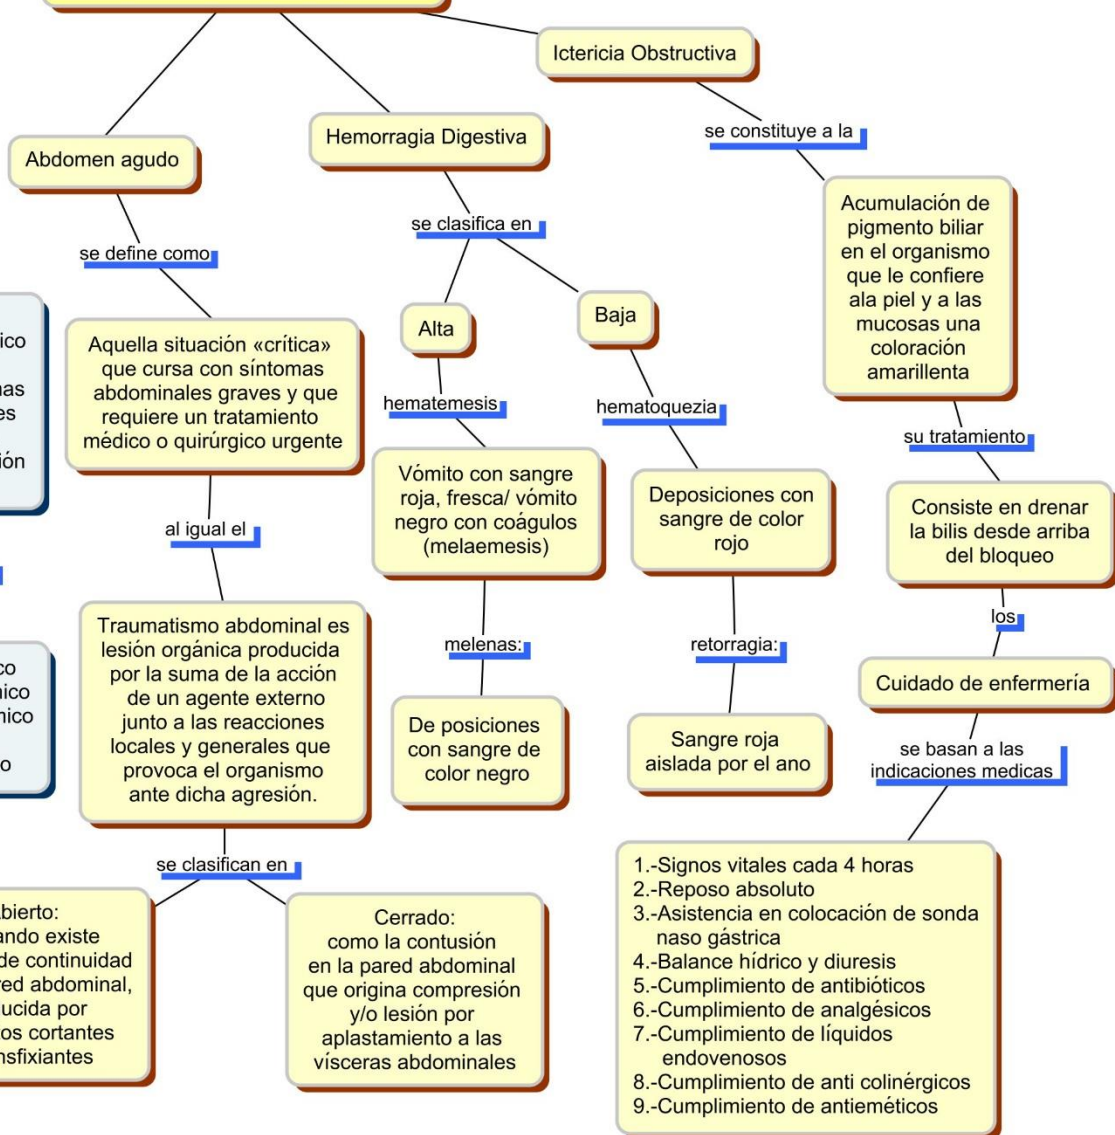 Ictericia Obstructiva
se constituye a la
Acumulación de
pigmento biliar
en el organismo
que le confiere
ala piel y a las
mucosas una
coloración
amarillenta
su tratamiento
Consiste en drenar
la bilis desde arriba
del bloqueo
los
Cuidado de enfermería
se basan a las
indicaciones medicas
1.-Signos vitales cada 4 horas
2.-Reposo absoluto
3.-Asistencia en colocación de sonda
naso gástrica
4.-Balance hídrico y diuresis
5.-Cumplimiento de antibióticos
6.-Cumplimiento de analgésicos
7.-Cumplimiento de líquidos
endovenosos
8.-Cumplimiento de anti colinérgicos
9.-Cumplimiento de antieméticos
Hemorragia Digestiva
se clasifica en
Alta
hematemesis
Vómito con sangre
roja, fresca/ vómito
negro con coágulos
(melaemesis)
melenas:
De posiciones
con sangre de
color negro
Baja
hematoquezia
Deposiciones con
sangre de color
rojo
retorragia:
Sangre roja
aislada por el ano
Abdomen agudo
se define como
Aquella situación «crítica»
que cursa con síntomas
abdominales graves y que
requiere un tratamiento
médico o quirúrgico urgente
al igual el
Traumatismo abdominal es
lesión orgánica producida
por la suma de la acción
de un agente externo
junto a las reacciones
locales y generales que
provoca el organismo
ante dicha agresión.
se clasifican en
existe
de continuidad
abdominal,
por
cortantes
Cerrado:
como la contusión
en la pared abdominal
que origina compresión
y/o lesión por
aplastamiento a las
vísceras abdominales